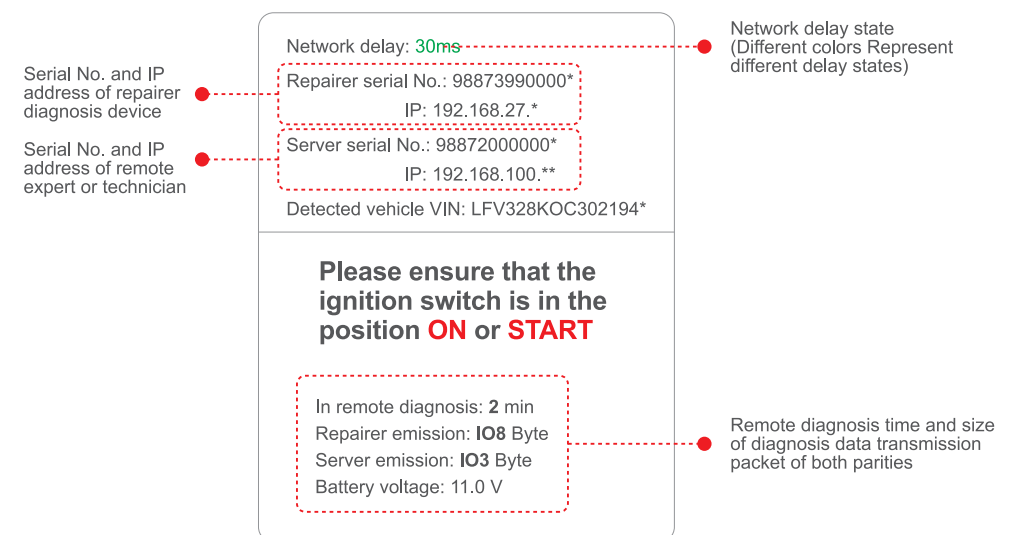 Network delay: 30ms
Network delay state
(Different colors Represent
different delay states)
Serial No. and IP
address of repairer
diagnosis device
Repairer serial No.: 98873990000*
IP: 192.168.27.*
Serial No. and IP
address of remote
expert or technician
Server serial No.: 98872000000*
IP: 192.168.100.**
Detected vehicle VIN: LFV328KOC302194*
Please ensure that the
ignition switch is in the
position ON or START
In remote diagnosis: 2 min
Repairer emission: IO8 Byte
Server emission: IO3 Byte
Battery voltage: 11.0 V
Remote diagnosis time and size
of diagnosis data transmission
packet of both parities